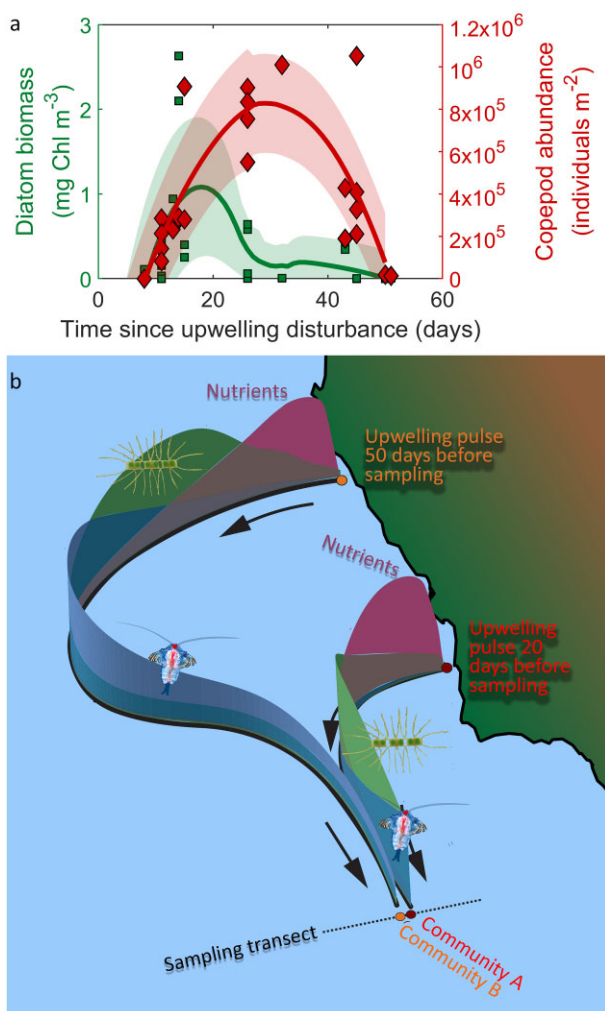 a
3
2
1
0
Diatom biomass
(mg Chl m⁻³)
1.2x10⁶
10⁶
8x10⁵
6x10⁵
4x10⁵
2x10⁵
0
Copepod abundance
(individuals m⁻²)
0 20 40 60
Time since upwelling disturbance (days)
b
Nutrients
Upwelling pulse
50 days before
sampling
Nutrients
Upwelling
pulse 20
days before
sampling
Sampling transect
Community A
Community B